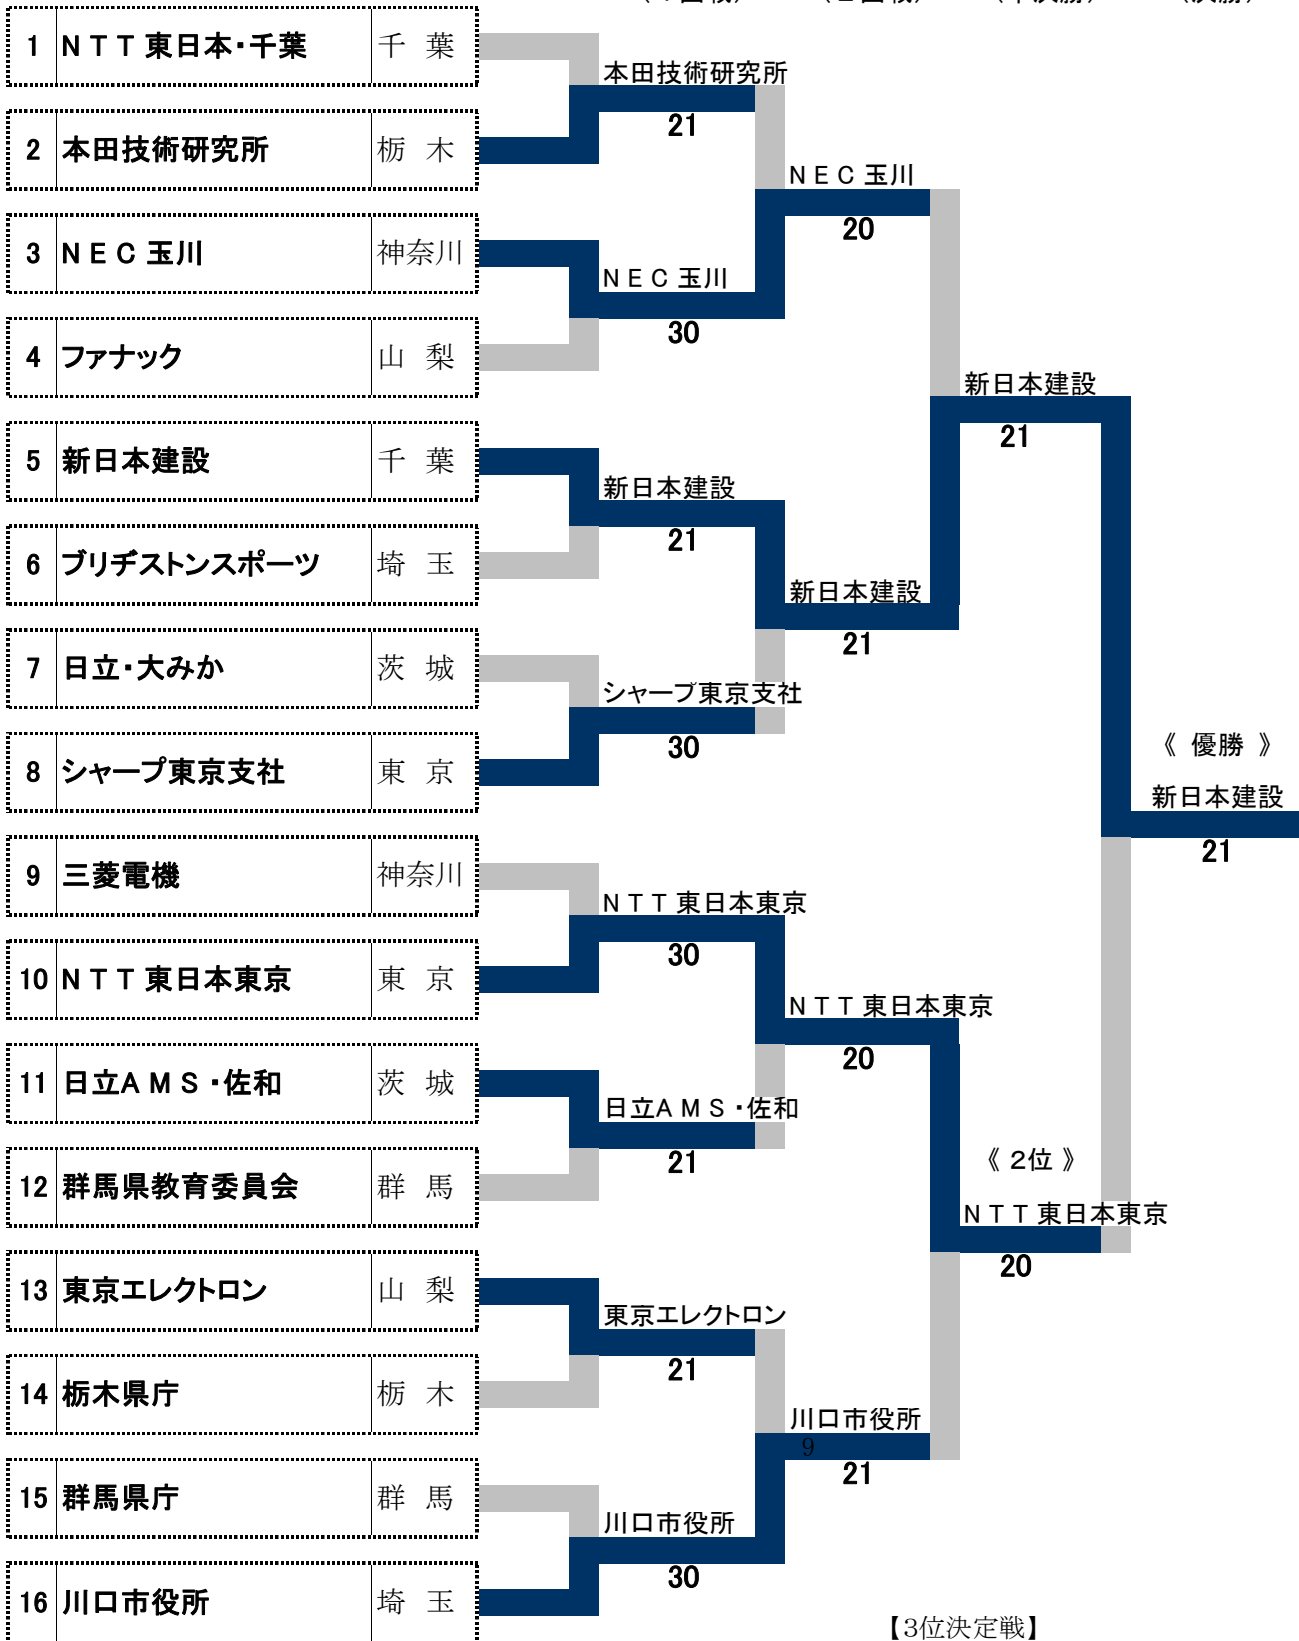 1 ＮＴＴ東日本・千葉 千 葉
2 本田技術研究所 栃 木
3 ＮＥＣ玉川 神奈川
4 ファナック 山 梨
5 新日本建設 千 葉
6 ブリヂストンスポーツ 埼 玉
7 日立・大みか 茨 城
8 シャープ東京支社 東 京
9 三菱電機 神奈川
10 ＮＴＴ東日本東京 東 京
11 日立ＡＭＳ・佐和 茨 城
12 群馬県教育委員会 群 馬
13 東京エレクトロン 山 梨
14 栃木県庁 栃 木
15 群馬県庁 群 馬
16 川口市役所 埼 玉
本田技術研究所
21
ＮＥＣ玉川
30
新日本建設
21
シャープ東京支社
30
ＮＴＴ東日本東京
30
日立ＡＭＳ・佐和
21
東京エレクトロン
21
川口市役所
30
ＮＥＣ玉川
20
新日本建設
21
ＮＴＴ東日本東京
20
川口市役所
9
21
新日本建設
21
《 2位 》
ＮＴＴ東日本東京
20
《 優勝 》
新日本建設
21
【3位決定戦】